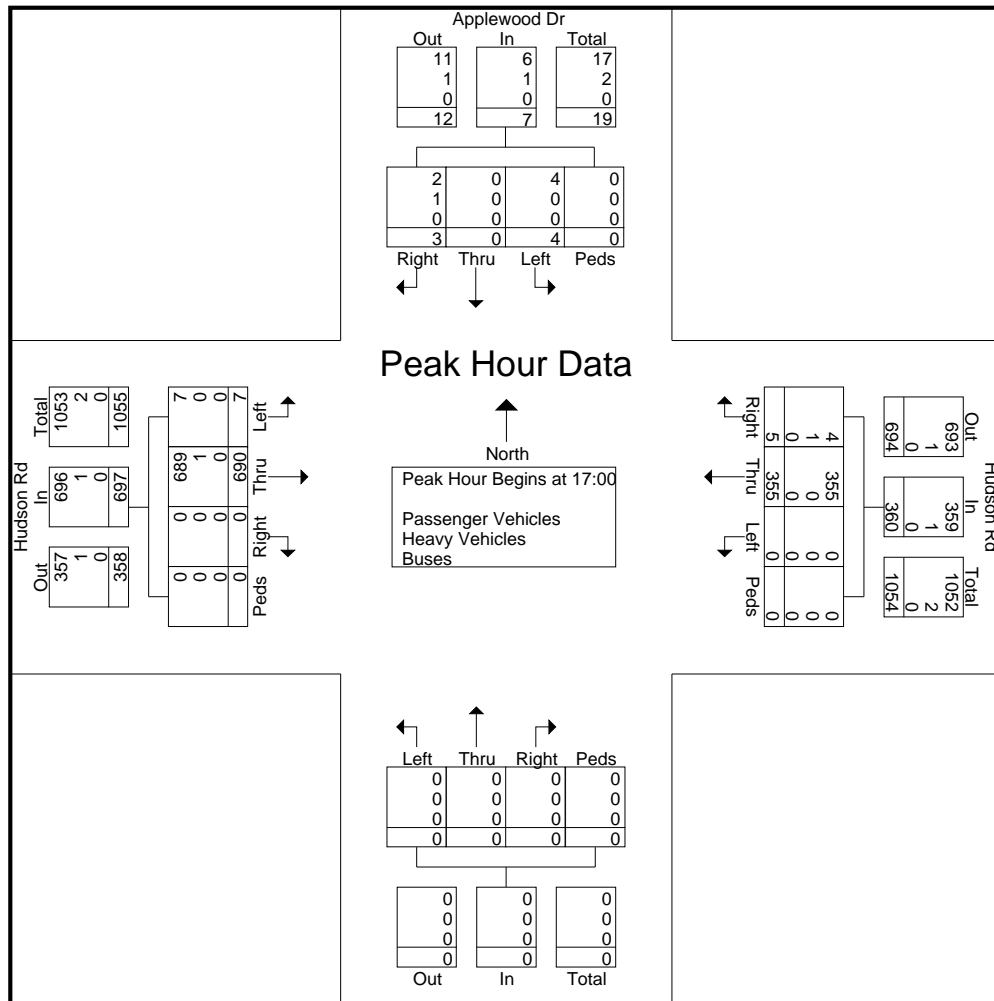 Applewood Dr
Out In Total
11 6 17
1 1 2
0 0 0
12 7 19
2 0 4 0
1 0 0 0
0 0 0 0
3 0 4 0
Right Thru Left Peds
Peak Hour Data
North
Peak Hour Begins at 17:00
Passenger Vehicles
Heavy Vehicles
Buses
Hudson Rd
Out In Total
357 696 1053
1 1 2
0 0 0
358 697 1055
Peds Right Thru Left
0 0 689 7
0 0 1 0
0 0 0 0
0 0 690 7
Hudson Rd
Out In Total
693 359 1052
1 1 2
0 0 0
694 360 1054
4 355 0 0
1 0 0 0
0 0 0 0
5 355 0 0
Right Thru Left Peds
Left Thru Right Peds
0 0 0 0
0 0 0 0
0 0 0 0
0 0 0 0
0 0 0
0 0 0
0 0 0
0 0 0
Out In Total